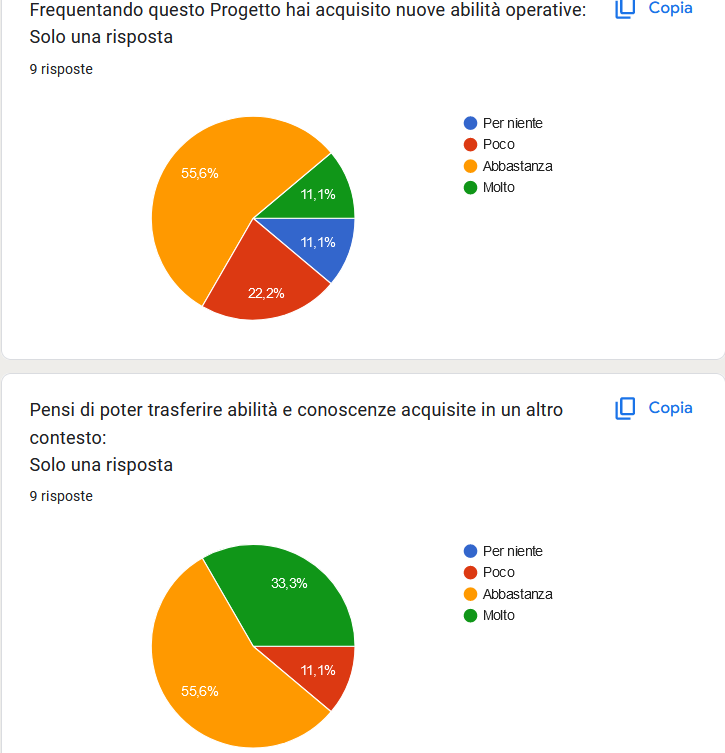 Frequentando questo Progetto hai acquisito nuove abilità operative:
Copia
Solo una risposta
9 risposte
Per niente
Poco
Abbastanza
Molto
55,6%
11,1%
11,1%
22,2%
Pensi di poter trasferire abilità e conoscenze acquisite in un altro
Copia
contesto:
Solo una risposta
9 risposte
Per niente
Poco
Abbastanza
Molto
33,3%
11,1%
55,6%